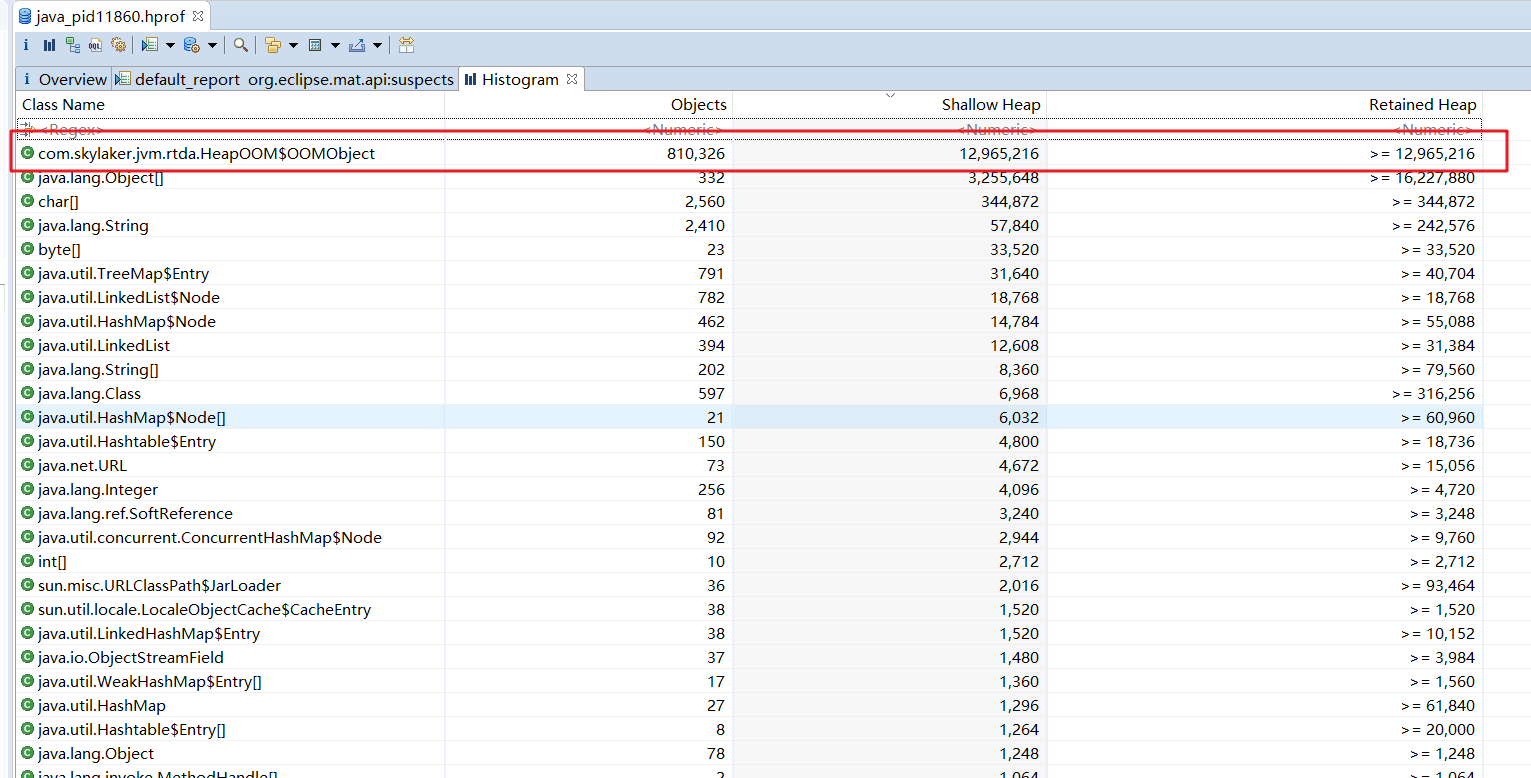 java_pid11860.hprof
i OQL
i Overview default_report org.eclipse.mat.api:suspects Histogram
Class Name Objects Shallow Heap Retained Heap
<Regex> <Numeric> <Numeric> <Numeric>
com.skylaker.jvm.rtda.HeapOOM$OOMObject 810,326 12,965,216 >= 12,965,216
java.lang.Object[] 332 3,255,648 >= 16,227,880
char[] 2,560 344,872 >= 344,872
java.lang.String 2,410 57,840 >= 242,576
byte[] 23 33,520 >= 33,520
java.util.TreeMap$Entry 791 31,640 >= 40,704
java.util.LinkedList$Node 782 18,768 >= 18,768
java.util.HashMap$Node 462 14,784 >= 55,088
java.util.LinkedList 394 12,608 >= 31,384
java.lang.String[] 202 8,360 >= 79,560
java.lang.Class 597 6,968 >= 316,256
java.util.HashMap$Node[] 21 6,032 >= 60,960
java.util.Hashtable$Entry 150 4,800 >= 18,736
java.net.URL 73 4,672 >= 15,056
java.lang.Integer 256 4,096 >= 4,720
java.lang.ref.SoftReference 81 3,240 >= 3,248
java.util.concurrent.ConcurrentHashMap$Node 92 2,944 >= 9,760
int[] 10 2,712 >= 2,712
sun.misc.URLClassPath$JarLoader 36 2,016 >= 93,464
sun.util.locale.LocaleObjectCache$CacheEntry 38 1,520 >= 1,520
java.util.LinkedHashMap$Entry 38 1,520 >= 10,152
java.io.ObjectStreamField 37 1,480 >= 3,984
java.util.WeakHashMap$Entry[] 17 1,360 >= 1,560
java.util.HashMap 27 1,296 >= 61,840
java.util.Hashtable$Entry[] 8 1,264 >= 20,000
java.lang.Object 78 1,248 >= 1,248
java.lang.invoke.MethodHandle[] 2 1,064 >= 1,064